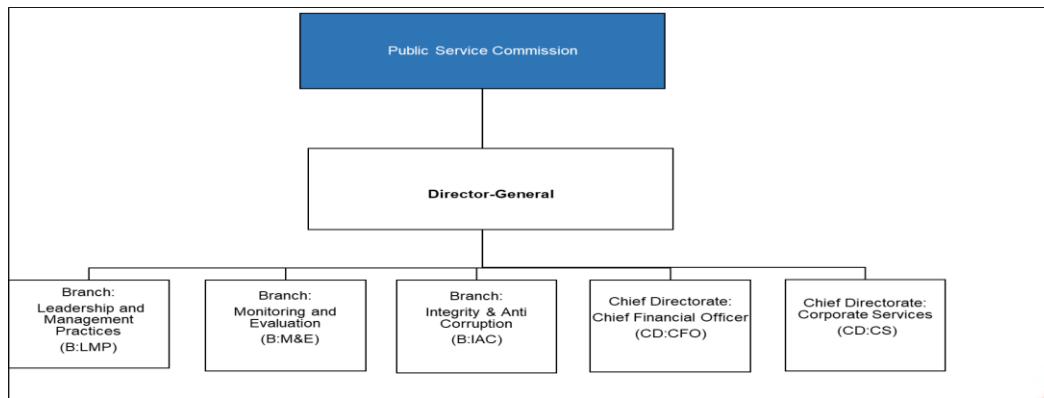 Public Service Commission
Director-General
Branch:
Leadership and
Management
Practices
(B:LMP)
Branch:
Monitoring and
Evaluation
(B:M&E)
Branch:
Integrity & Anti
Corruption
(B:IAC)
Chief Directorate:
Chief Financial Officer
(CD:CFO)
Chief Directorate:
Corporate Services
(CD:CS)